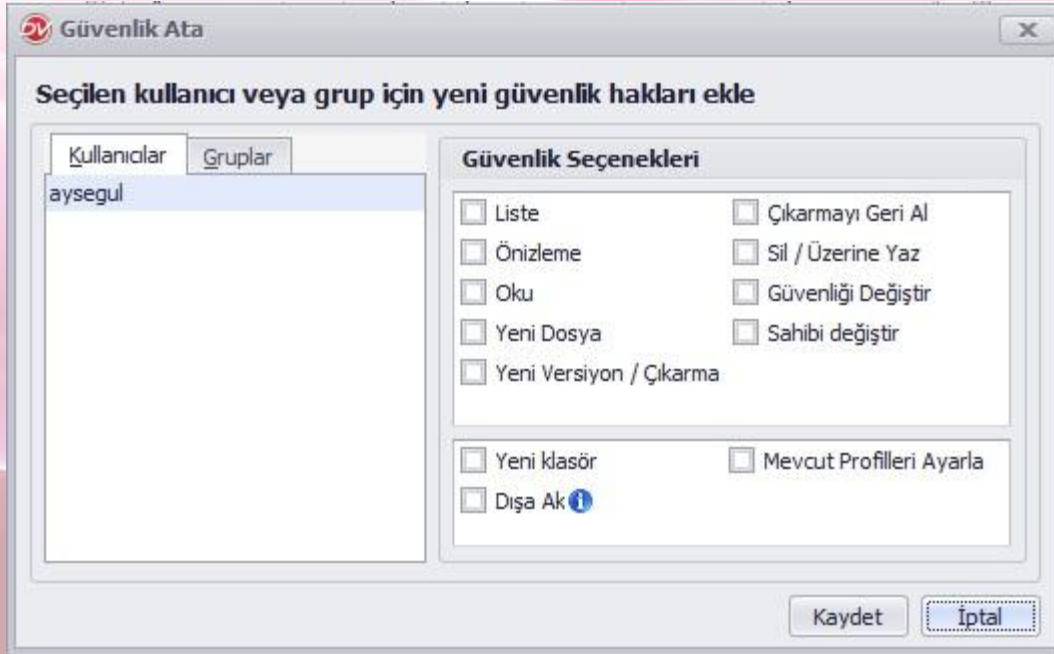 DV Güvenlik Ata
Seçilen kullanıcı veya grup için yeni güvenlik hakları ekle
Kullanıcılar Gruplar
aysegul
Güvenlik Seçenekleri
Liste Çıkarmayı Geri Al
Önizleme Sil / Üzerine Yaz
Oku Güvenliği Değiştir
Yeni Dosya Sahibi değiştir
Yeni Versiyon / Çıkarma
Yeni klasör Mevcut Profilleri Ayarla
Dışa Ak
Kaydet İptal